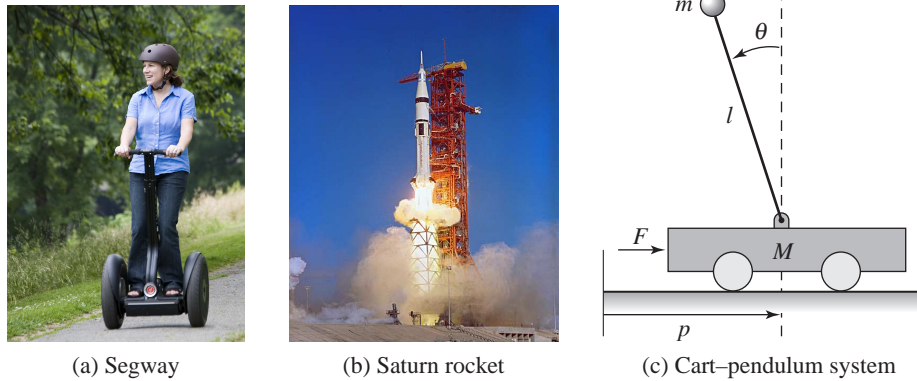 m
θ
l
F
M
p
(a) Segway
(b) Saturn rocket
(c) Cart–pendulum system